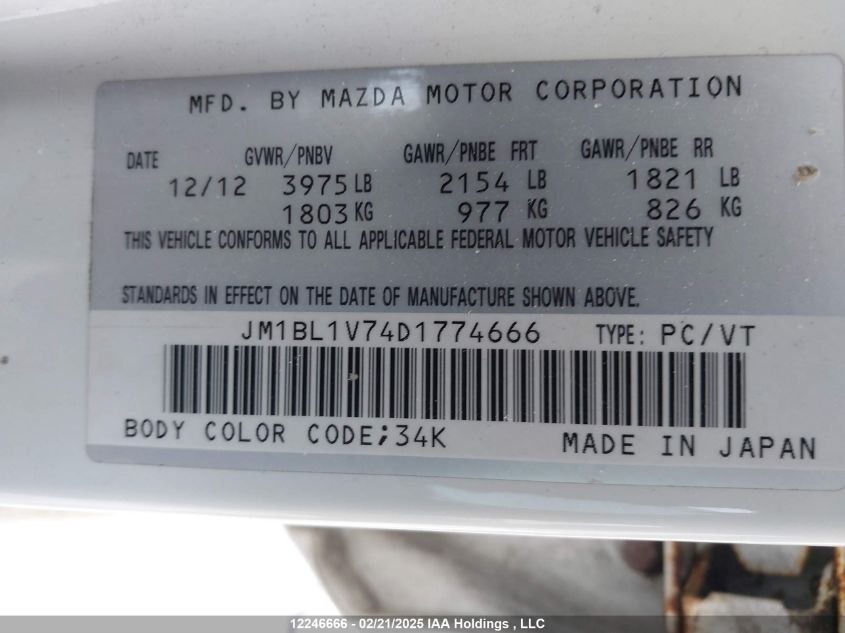 MFD. BY MAZDA MOTOR CORPORATION
DATE GVWR/PNBV GAWR/PNBE FRT GAWR/PNBE RR
12/12 3975 LB 2154 LB 1821 LB
1803 KG 977 KG 826 KG
THIS VEHICLE CONFORMS TO ALL APPLICABLE FEDERAL MOTOR VEHICLE SAFETY
STANDARDS IN EFFECT ON THE DATE OF MANUFACTURE SHOWN ABOVE.
JM1BL1V74D1774666 TYPE: PC/VT
BODY COLOR CODE;34K MADE IN JAPAN
12246666 - 02/21/2025 IAA Holdings , LLC